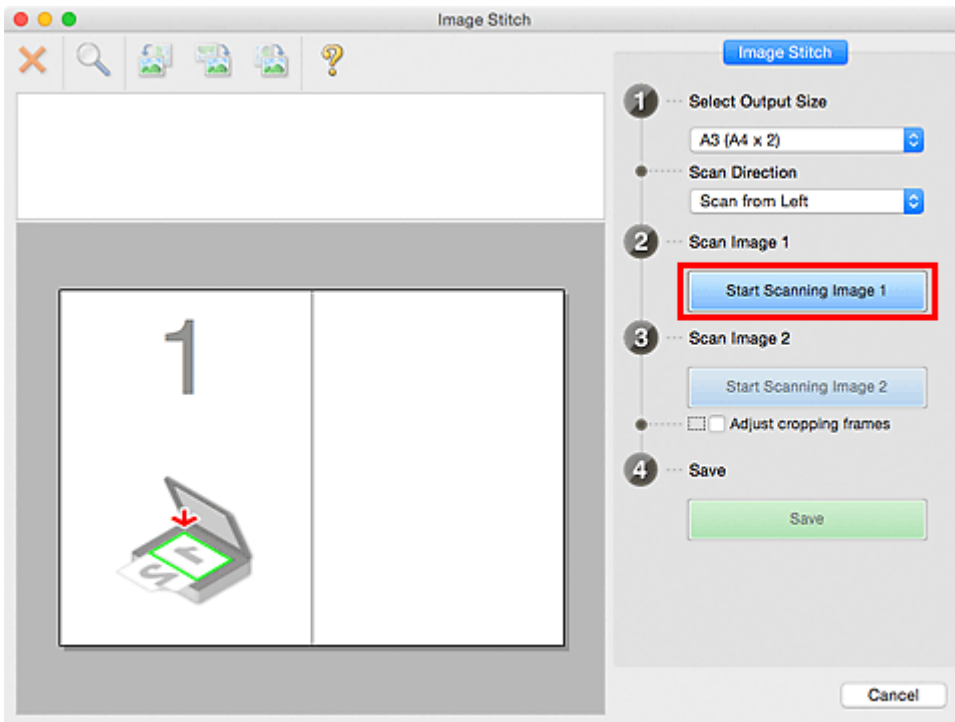 Image Stitch
Image Stitch
1 Select Output Size
A3 (A4 x 2)
Scan Direction
Scan from Left
2 Scan Image 1
Start Scanning Image 1
3 Scan Image 2
Start Scanning Image 2
Adjust cropping frames
4 Save
Save
1
1 2
Cancel